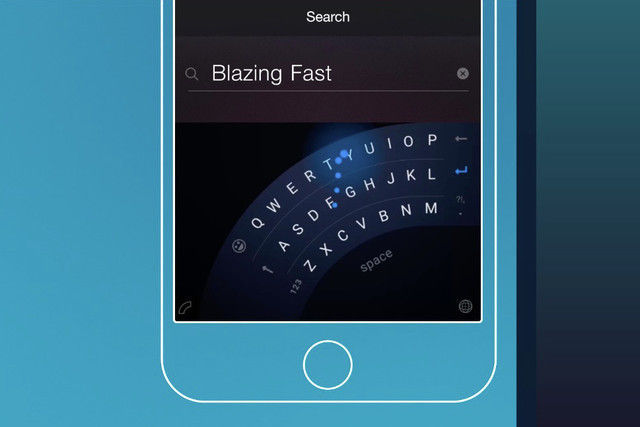 Search
Blazing Fast
Q W E R T Y U I O P
A S D F G H J K L
?!,
.
Z X C V B N M
123
space